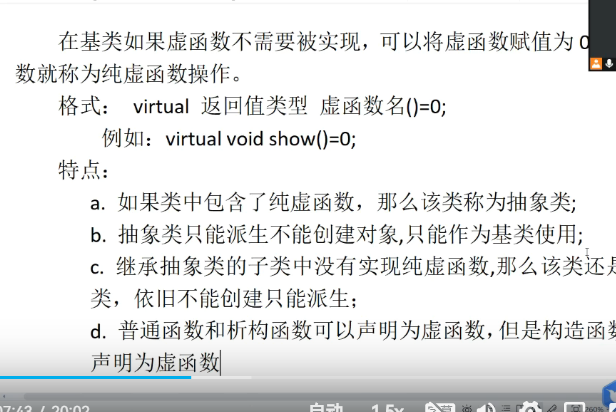 在基类如果虚函数不需要被实现，可以将虚函数赋值为 0
数就称为纯虚函数操作。
格式： virtual 返回值类型 虚函数名()=0;
例如：virtual void show()=0;
特点：
a. 如果类中包含了纯虚函数，那么该类称为抽象类;
b. 抽象类只能派生不能创建对象,只能作为基类使用;
c. 继承抽象类的子类中没有实现纯虚函数,那么该类还是
类，依旧不能创建只能派生；
d. 普通函数和析构函数可以声明为虚函数，但是构造函数
声明为虚函数
07:43 / 20:02 自动 1.5x